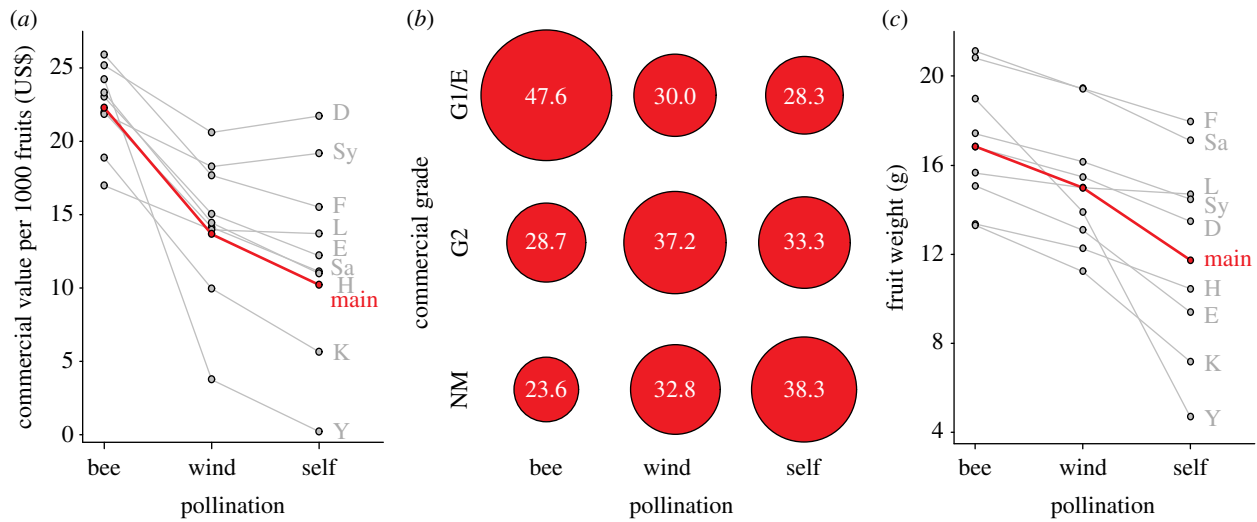 (a)
commercial value per 1000 fruits (US$)
25
20
15
10
5
0
D
Sy
F
L
E
Sa
H
main
K
Y
bee wind self
pollination
(b)
commercial grade
G1/E
47.6 30.0 28.3
G2
28.7 37.2 33.3
NM
23.6 32.8 38.3
bee wind self
pollination
(c)
fruit weight (g)
20
16
12
8
4
F
Sa
L
Sy
D
main
H
E
K
Y
bee wind self
pollination